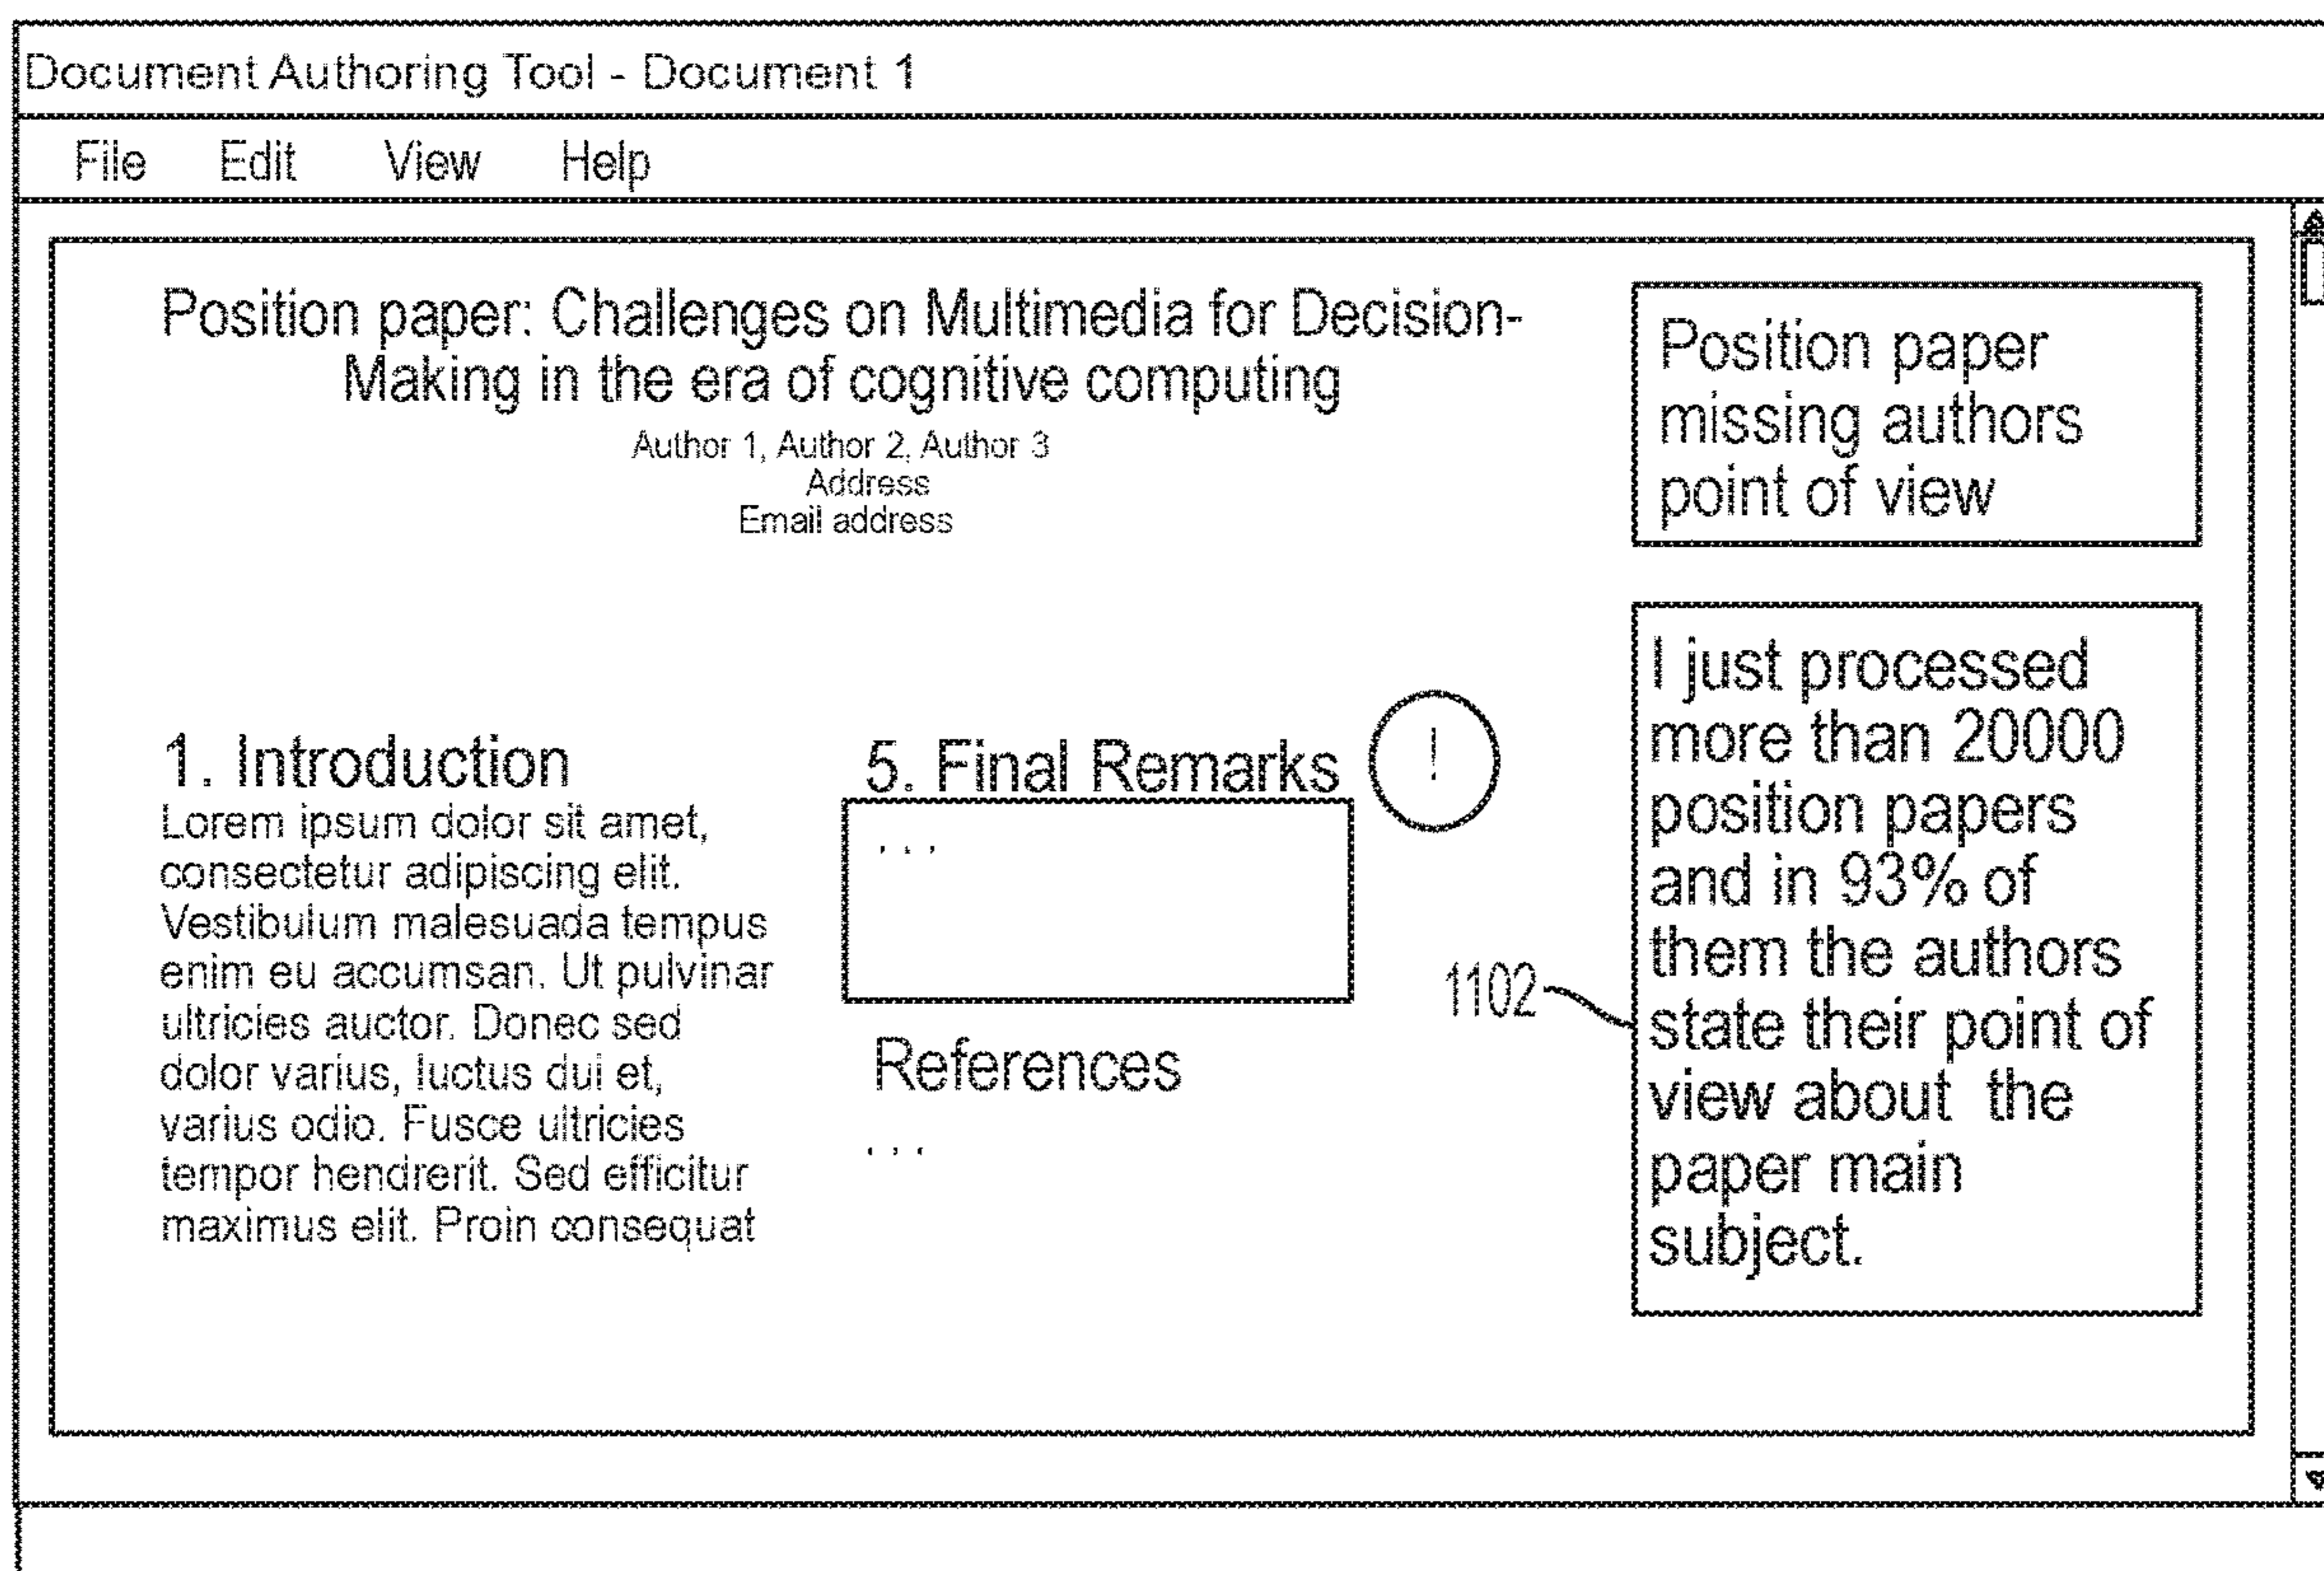 Document Authoring Tool - Document 1
File Edit View Help
Position paper: Challenges on Multimedia for Decision-
Making in the era of cognitive computing
Author 1, Author 2, Author 3
Address
Email address
1. Introduction
Lorem ipsum dolor sit amet,
consectetur adipiscing elit.
Vestibulum malesuada tempus
enim eu accumsan. Ut pulvinar
ultricies auctor. Donec sed
dolor varius, luctus dui et,
varius odio. Fusce ultricies
tempor hendrerit. Sed efficitur
maximus elit. Proin consequat
5. Final Remarks !
. . .
References
. . .
Position paper
missing authors
point of view
I just processed
more than 20000
position papers
and in 93% of
them the authors
state their point of
view about the
paper main
subject.
1102